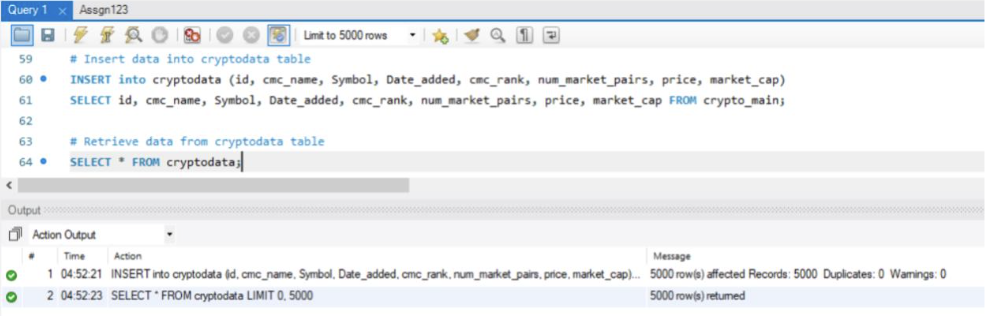 Query 1 × Assgn123
Limit to 5000 rows
59 # Insert data into cryptodata table
60 INSERT into cryptodata (id, cmc_name, Symbol, Date_added, cmc_rank, num_market_pairs, price, market_cap)
61 SELECT id, cmc_name, Symbol, Date_added, cmc_rank, num_market_pairs, price, market_cap FROM crypto_main;
62
63 # Retrieve data from cryptodata table
64 SELECT * FROM cryptodata;
Output
Action Output
# Time Action Message
1 04:52:21 INSERT into cryptodata (id, cmc_name, Symbol, Date_added, cmc_rank, num_market_pairs, price, market_cap)... 5000 row(s) affected Records: 5000 Duplicates: 0 Warnings: 0
2 04:52:23 SELECT * FROM cryptodata LIMIT 0, 5000 5000 row(s) returned